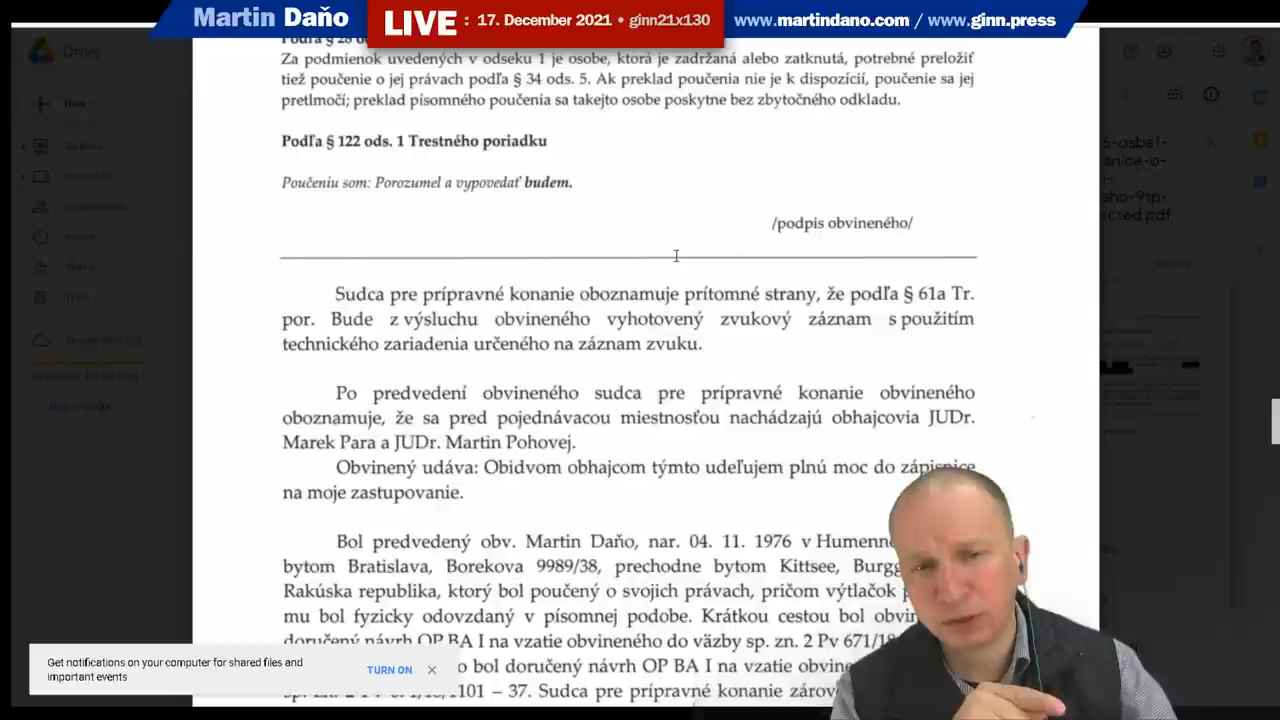 Martin Daňo
LIVE : 17. December 2021 • ginn21x130
www.martindano.com / www.ginn.press
Drive
Podľa § 28
Za podmienok uvedených v odseku 1 je osobe, ktorá je zadržaná alebo zatknutá, potrebné preložiť
tiež poučenie o jej právach podľa § 34 ods. 5. Ak preklad poučenia nie je k dispozícií, poučenie sa jej
pretlmočí; preklad písomného poučenia sa takejto osobe poskytne bez zbytočného odkladu.
Podľa § 122 ods. 1 Trestného poriadku
Poučeniu som: Porozumel a vypovedať budem.
/podpis obvineného/
Sudca pre prípravné konanie oboznamuje prítomné strany, že podľa § 61a Tr.
por. Bude z výsluchu obvineného vyhotovený zvukový záznam s použitím
technického zariadenia určeného na záznam zvuku.
Po predvedení obvineného sudca pre prípravné konanie obvineného
oboznamuje, že sa pred pojednávacou miestnosťou nachádzajú obhajcovia JUDr.
Marek Para a JUDr. Martin Pohovej.
Obvinený udáva: Obidvom obhajcom týmto udeľujem plnú moc do zápisnice
na moje zastupovanie.
Bol predvedený obv. Martin Daňo, nar. 04. 11. 1976 v Humenn
bytom Bratislava, Borekova 9989/38, prechodne bytom Kittsee, Burgg
Rakúska republika, ktorý bol poučený o svojich právach, pričom výtlačok
mu bol fyzicky odovzdaný v písomnej podobe. Krátkou cestou bol obvi
doručený návrh OP BA I na vzatie obvineného do väzby sp. zn. 2 Pv 671/18
o bol doručený návrh OP BA I na vzatie obvine
1101 – 37. Sudca pre prípravné konanie zárov
Get notifications on your computer for shared files and
important events
TURN ON